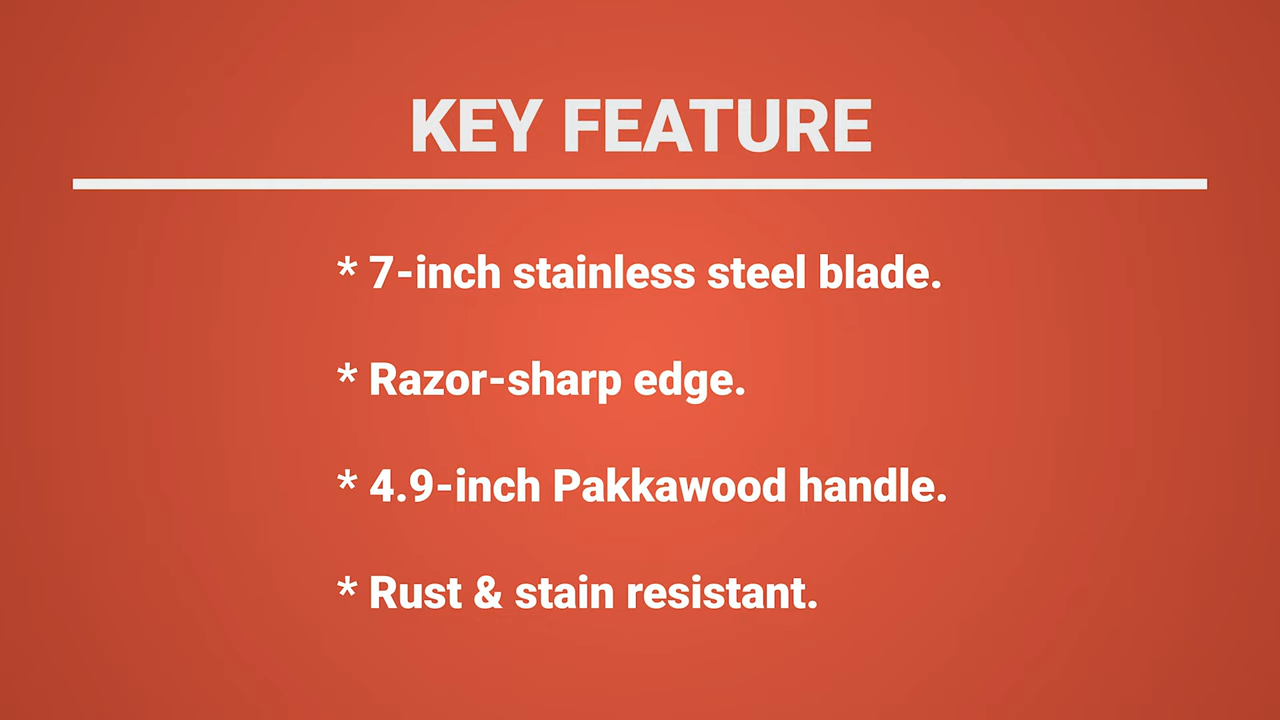 KEY FEATURE
* 7-inch stainless steel blade.
* Razor-sharp edge.
* 4.9-inch Pakkawood handle.
* Rust & stain resistant.